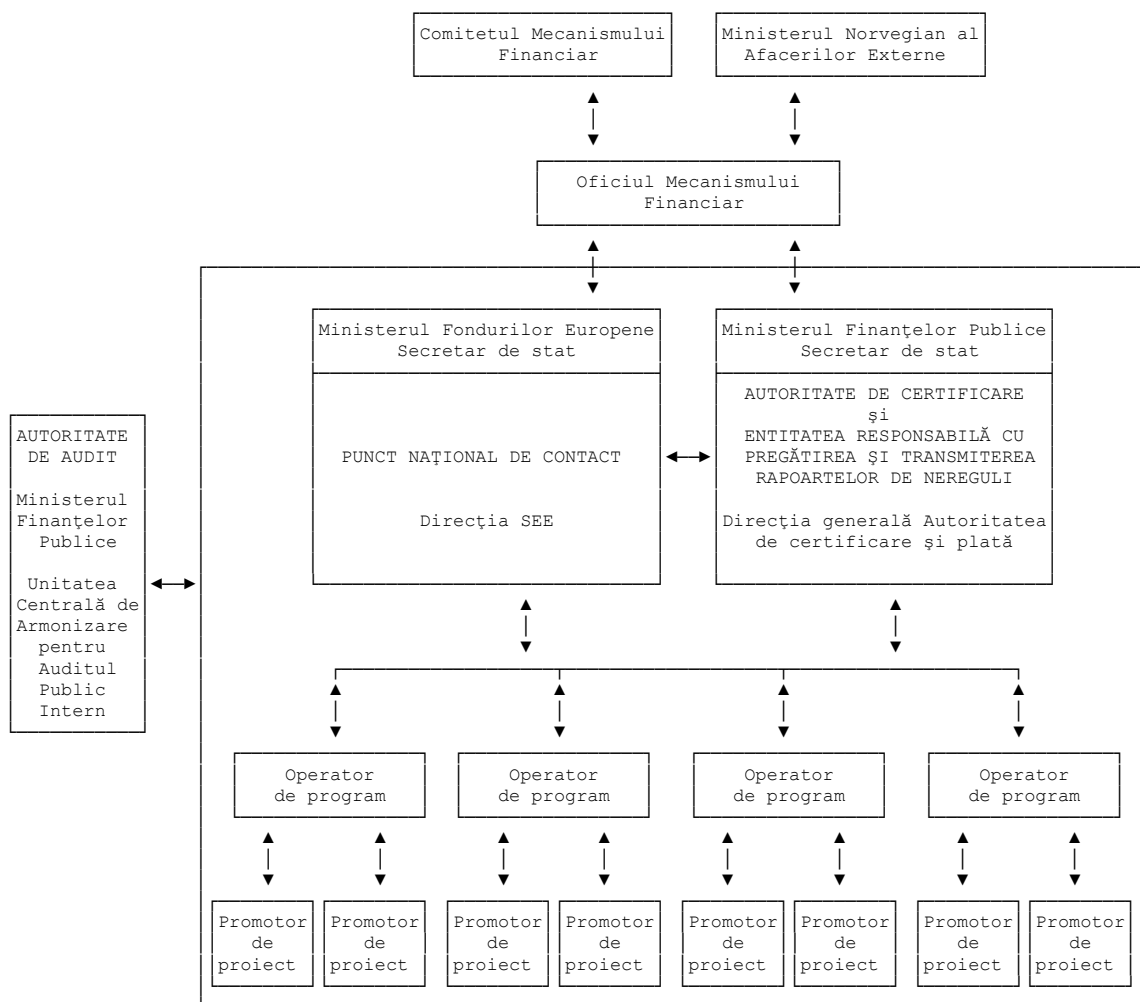 Comitetul Mecanismului
Financiar
Ministerul Norvegian al
Afacerilor Externe
Oficiul Mecanismului
Financiar
Ministerul Fondurilor Europene
Secretar de stat
PUNCT NAŢIONAL DE CONTACT
Direcţia SEE
Ministerul Finanţelor Publice
Secretar de stat
AUTORITATE DE CERTIFICARE
şi
ENTITATEA RESPONSABILĂ CU
PREGĂTIREA ŞI TRANSMITEREA
RAPOARTELOR DE NEREGULI
Direcţia generală Autoritatea
de certificare şi plată
AUTORITATE
DE AUDIT
Ministerul
Finanţelor
Publice
Unitatea
Centrală de
Armonizare
pentru
Auditul
Public
Intern
Operator
de program
Operator
de program
Operator
de program
Operator
de program
Promotor
de
proiect
Promotor
de
proiect
Promotor
de
proiect
Promotor
de
proiect
Promotor
de
proiect
Promotor
de
proiect
Promotor
de
proiect
Promotor
de
proiect